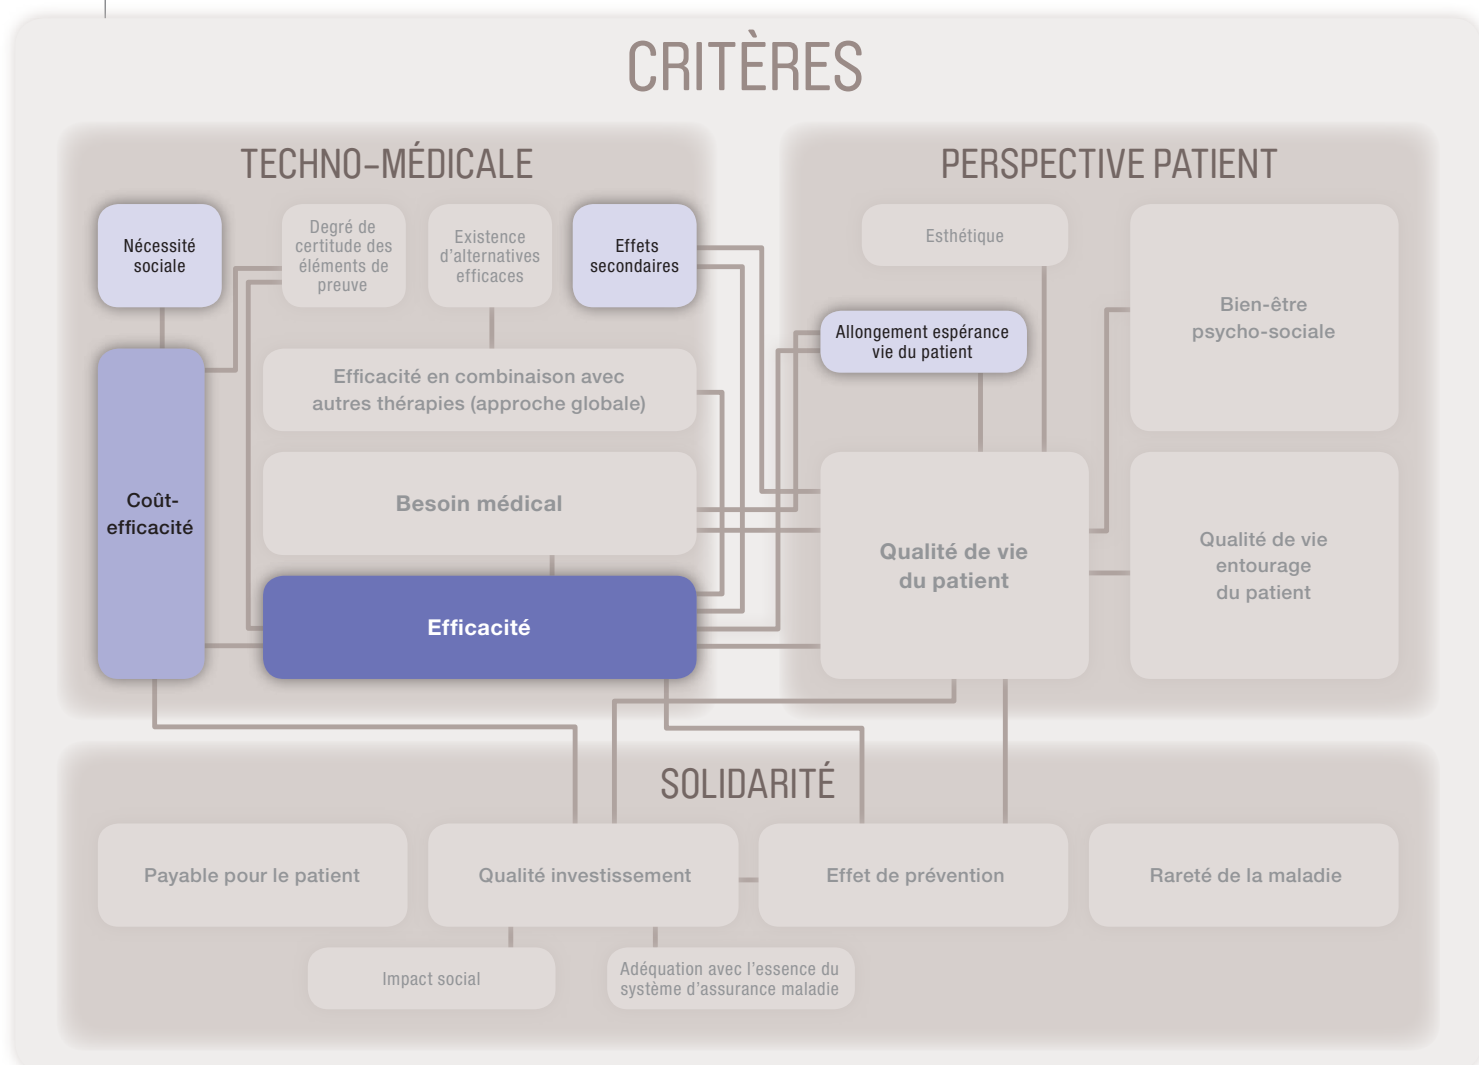 CRITÈRES
TECHNO-MÉDICALE
Nécessité
sociale
Degré de
certitude des
éléments de
preuve
Existence
d'alternatives
efficaces
Effets
secondaires
Efficacité en combinaison avec
autres thérapies (approche globale)
Coût-
efficacité
Besoin médical
Efficacité
PERSPECTIVE PATIENT
Esthétique
Allongement espérance
vie du patient
Bien-être
psycho-sociale
Qualité de vie
du patient
Qualité de vie
entourage
du patient
SOLIDARITÉ
Payable pour le patient
Qualité investissement
Effet de prévention
Rareté de la maladie
Impact social
Adéquation avec l'essence du
système d'assurance maladie